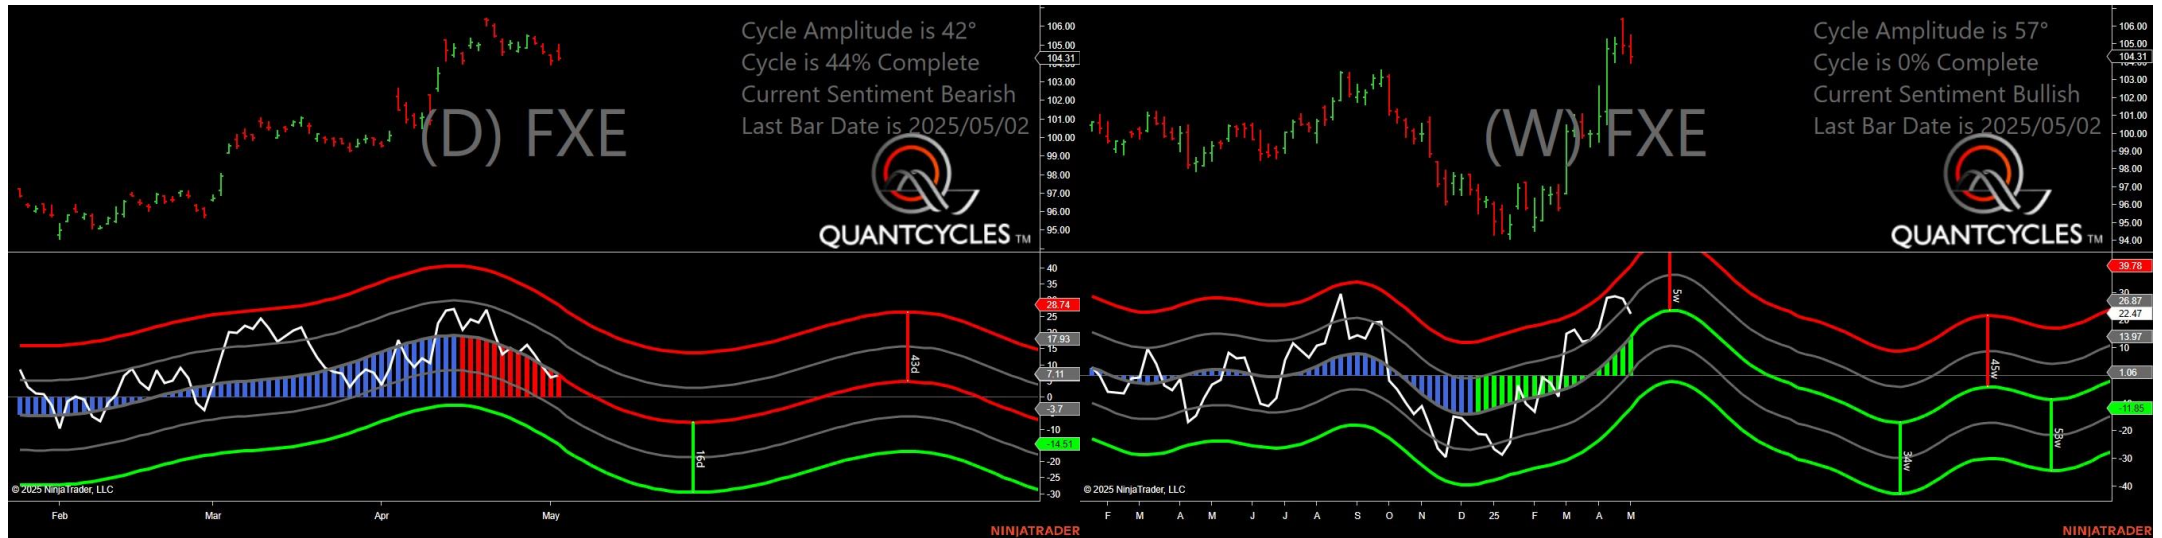 Cycle Amplitude is 42°
Cycle is 44% Complete
Current Sentiment Bearish
Last Bar Date is 2025/05/02
(D) FXE
QUANTCYCLES TM
106.00
105.00
104.31
103.00
102.00
101.00
100.00
99.00
98.00
97.00
96.00
95.00
40
35
28.74
25
20
17.93
15
10
7.11
0
-3.7
-10
-14.51
-20
-25
-30
43d
16d
© 2025 NinjaTrader, LLC
Feb
Mar
Apr
May
NINJATRADER
Cycle Amplitude is 57°
Cycle is 0% Complete
Current Sentiment Bullish
Last Bar Date is 2025/05/02
(W) FXE
QUANTCYCLES TM
106.00
105.00
104.31
103.00
102.00
101.00
100.00
99.00
98.00
97.00
96.00
95.00
94.00
39.78
30
26.87
22.47
13.97
10
1.06
-11.85
-20
-30
-40
5w
45w
34w
53w
© 2025 NinjaTrader, LLC
F
M
A
M
J
J
A
S
O
N
D
25
F
M
A
M
NINJATRADER